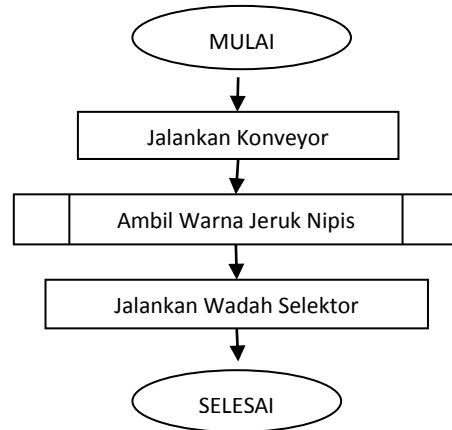 MULAI
Jalankan Konveyor
Ambil Warna Jeruk Nipis
Jalankan Wadah Selektor
SELESAI